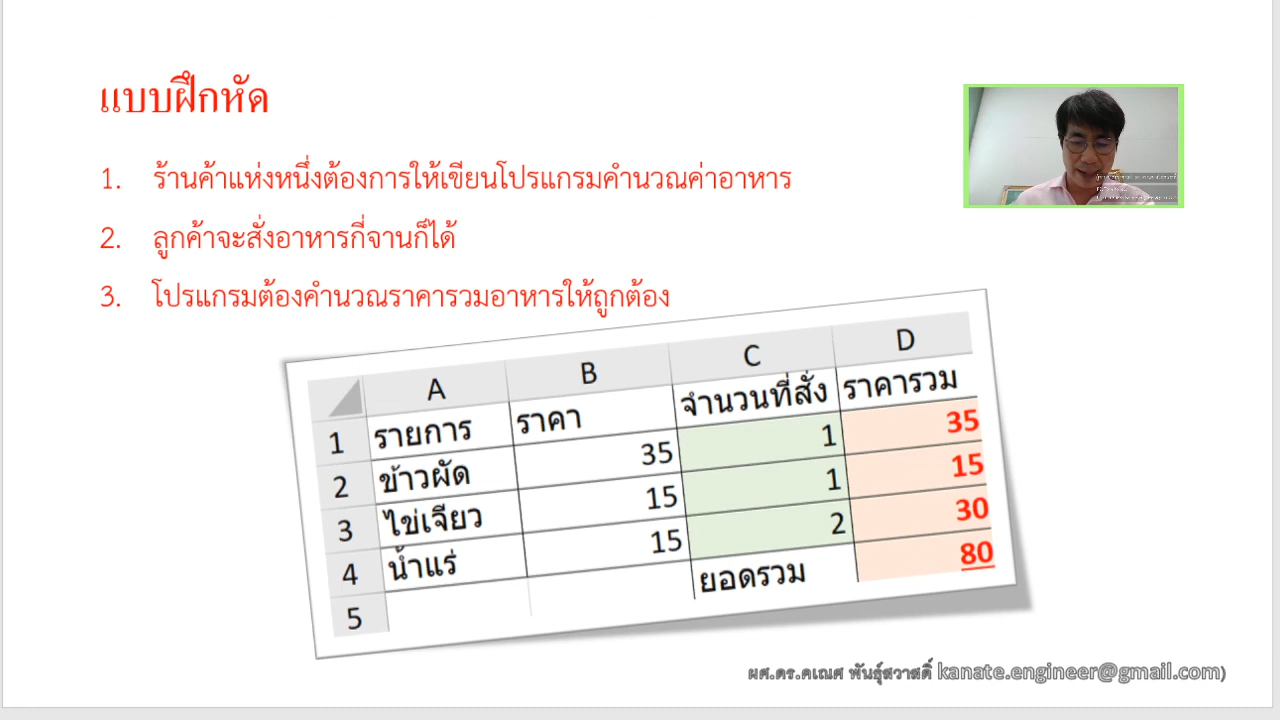 แบบฝึกหัด
1. ร้านค้าแห่งหนึ่งต้องการให้เขียนโปรแกรมคำนวณค่าอาหาร
2. ลูกค้าจะสั่งอาหารกี่จานก็ได้
3. โปรแกรมต้องคำนวณราคารวมอาหารให้ถูกต้อง
A B C D
1 รายการ ราคา จำนวนที่สั่ง ราคารวม
2 ข้าวผัด 35 1 35
3 ไข่เจียว 15 1 15
4 น้ำแร่ 15 2 30
5 ยอดรวม 80
ผศ.ดร.คเณศ พันธุ์สวาสดิ์ kanate.engineer@gmail.com)